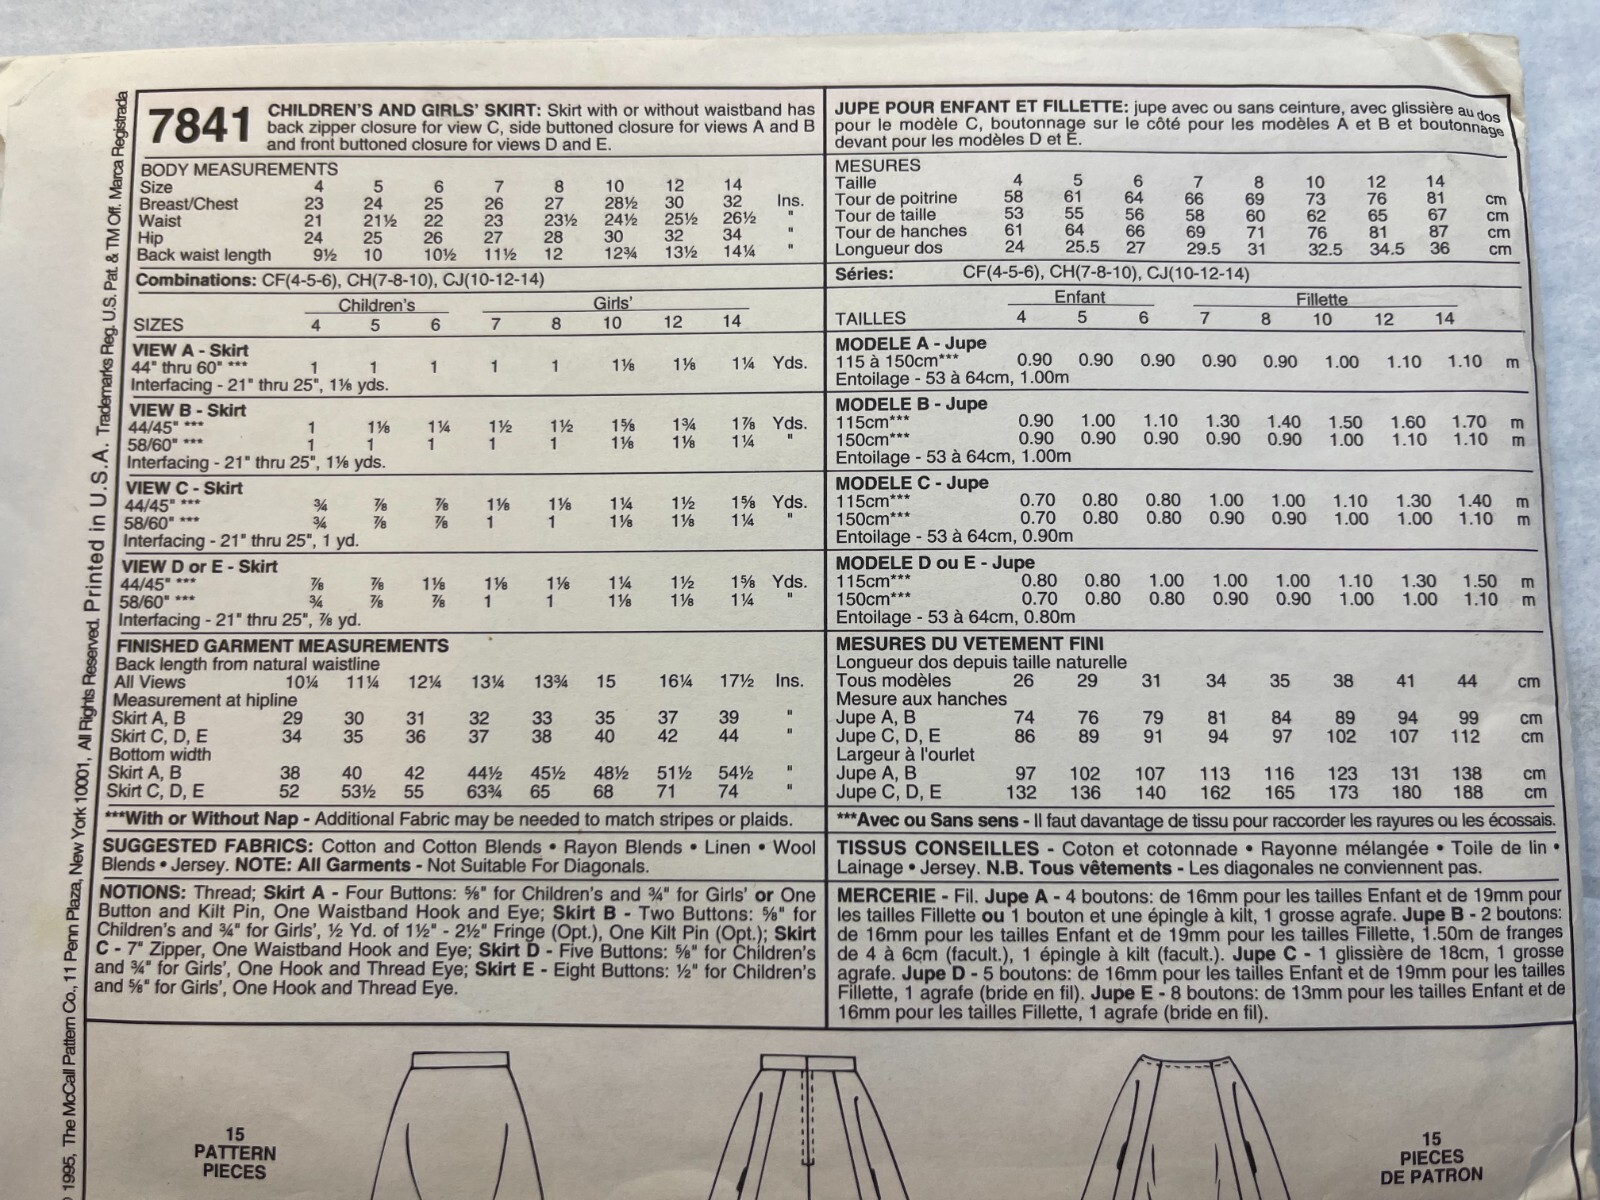 © 1995, The McCall Pattern Co., 11 Penn Plaza, New York 10001, All Rights Reserved. Printed in U.S.A. Trademarks Reg. U.S. Pat. & TM Off. Marca Registrada
7841 CHILDREN'S AND GIRLS' SKIRT: Skirt with or without waistband has
back zipper closure for view C, side buttoned closure for views A and B
and front buttoned closure for views D and E.
BODY MEASUREMENTS
Size 4 5 6 7 8 10 12 14
Breast/Chest 23 24 25 26 27 28½ 30 32 Ins.
Waist 21 21½ 22 23 23½ 24½ 25½ 26½ "
Hip 24 25 26 27 28 30 32 34 "
Back waist length 9½ 10 10½ 11½ 12 12¾ 13½ 14¼ "
Combinations: CF(4-5-6), CH(7-8-10), CJ(10-12-14)
Children's Girls'
SIZES 4 5 6 7 8 10 12 14
VIEW A - Skirt
44" thru 60" *** 1 1 1 1 1 1⅛ 1⅛ 1¼ Yds.
Interfacing - 21" thru 25", 1⅛ yds.
VIEW B - Skirt
44/45" *** 1 1⅛ 1¼ 1½ 1½ 1⅝ 1¾ 1⅞ Yds.
58/60" *** 1 1 1 1 1 1⅛ 1⅛ 1¼ "
Interfacing - 21" thru 25", 1⅛ yds.
VIEW C - Skirt
44/45" *** ¾ ⅞ ⅞ 1⅛ 1⅛ 1¼ 1½ 1⅝ Yds.
58/60" *** ¾ ⅞ ⅞ 1 1 1⅛ 1⅛ 1¼ "
Interfacing - 21" thru 25", 1 yd.
VIEW D or E - Skirt
44/45" *** ⅞ ⅞ 1⅛ 1⅛ 1⅛ 1¼ 1½ 1⅝ Yds.
58/60" *** ¾ ⅞ ⅞ 1 1 1⅛ 1⅛ 1¼ "
Interfacing - 21" thru 25", ⅞ yd.
FINISHED GARMENT MEASUREMENTS
Back length from natural waistline
All Views 10¼ 11¼ 12¼ 13¼ 13¾ 15 16¼ 17½ Ins.
Measurement at hipline
Skirt A, B 29 30 31 32 33 35 37 39 "
Skirt C, D, E 34 35 36 37 38 40 42 44 "
Bottom width
Skirt A, B 38 40 42 44½ 45½ 48½ 51½ 54½ "
Skirt C, D, E 52 53½ 55 63¾ 65 68 71 74 "
***With or Without Nap - Additional Fabric may be needed to match stripes or plaids.
SUGGESTED FABRICS: Cotton and Cotton Blends • Rayon Blends • Linen • Wool
Blends • Jersey. NOTE: All Garments - Not Suitable For Diagonals.
NOTIONS: Thread; Skirt A - Four Buttons: ⅝" for Children's and ¾" for Girls' or One
Button and Kilt Pin, One Waistband Hook and Eye; Skirt B - Two Buttons: ⅝" for
Children's and ¾" for Girls', ½ Yd. of 1½" - 2½" Fringe (Opt.), One Kilt Pin (Opt.); Skirt
C - 7" Zipper, One Waistband Hook and Eye; Skirt D - Five Buttons: ⅝" for Children's
and ¾" for Girls', One Hook and Thread Eye; Skirt E - Eight Buttons: ½" for Children's
and ⅝" for Girls', One Hook and Thread Eye.
JUPE POUR ENFANT ET FILLETTE: jupe avec ou sans ceinture, avec glissière au dos
pour le modèle C, boutonnage sur le côté pour les modèles A et B et boutonnage
devant pour les modèles D et E.
MESURES
Taille 4 5 6 7 8 10 12 14
Tour de poitrine 58 61 64 66 69 73 76 81 cm
Tour de taille 53 55 56 58 60 62 65 67 cm
Tour de hanches 61 64 66 69 71 76 81 87 cm
Longueur dos 24 25.5 27 29.5 31 32.5 34.5 36 cm
Séries: CF(4-5-6), CH(7-8-10), CJ(10-12-14)
Enfant Fillette
TAILLES 4 5 6 7 8 10 12 14
MODELE A - Jupe
115 à 150cm*** 0.90 0.90 0.90 0.90 0.90 1.00 1.10 1.10 m
Entoilage - 53 à 64cm, 1.00m
MODELE B - Jupe
115cm*** 0.90 1.00 1.10 1.30 1.40 1.50 1.60 1.70 m
150cm*** 0.90 0.90 0.90 0.90 0.90 1.00 1.10 1.10 m
Entoilage - 53 à 64cm, 1.00m
MODELE C - Jupe
115cm*** 0.70 0.80 0.80 1.00 1.00 1.10 1.30 1.40 m
150cm*** 0.70 0.80 0.80 0.90 0.90 1.00 1.00 1.10 m
Entoilage - 53 à 64cm, 0.90m
MODELE D ou E - Jupe
115cm*** 0.80 0.80 1.00 1.00 1.00 1.10 1.30 1.50 m
150cm*** 0.70 0.80 0.80 0.90 0.90 1.00 1.00 1.10 m
Entoilage - 53 à 64cm, 0.80m
MESURES DU VETEMENT FINI
Longueur dos depuis taille naturelle
Tous modèles 26 29 31 34 35 38 41 44 cm
Mesure aux hanches
Jupe A, B 74 76 79 81 84 89 94 99 cm
Jupe C, D, E 86 89 91 94 97 102 107 112 cm
Largeur à l'ourlet
Jupe A, B 97 102 107 113 116 123 131 138 cm
Jupe C, D, E 132 136 140 162 165 173 180 188 cm
***Avec ou Sans sens - Il faut davantage de tissu pour raccorder les rayures ou les écossais.
TISSUS CONSEILLES - Coton et cotonnade • Rayonne mélangée • Toile de lin •
Lainage • Jersey. N.B. Tous vêtements - Les diagonales ne conviennent pas.
MERCERIE - Fil. Jupe A - 4 boutons: de 16mm pour les tailles Enfant et de 19mm pour
les tailles Fillette ou 1 bouton et une épingle à kilt, 1 grosse agrafe. Jupe B - 2 boutons:
de 16mm pour les tailles Enfant et de 19mm pour les tailles Fillette, 1.50m de franges
de 4 à 6cm (facult.), 1 épingle à kilt (facult.). Jupe C - 1 glissière de 18cm, 1 grosse
agrafe. Jupe D - 5 boutons: de 16mm pour les tailles Enfant et de 19mm pour les tailles
Fillette, 1 agrafe (bride en fil). Jupe E - 8 boutons: de 13mm pour les tailles Enfant et de
16mm pour les tailles Fillette, 1 agrafe (bride en fil).
15
PATTERN
PIECES
15
PIECES
DE PATRON